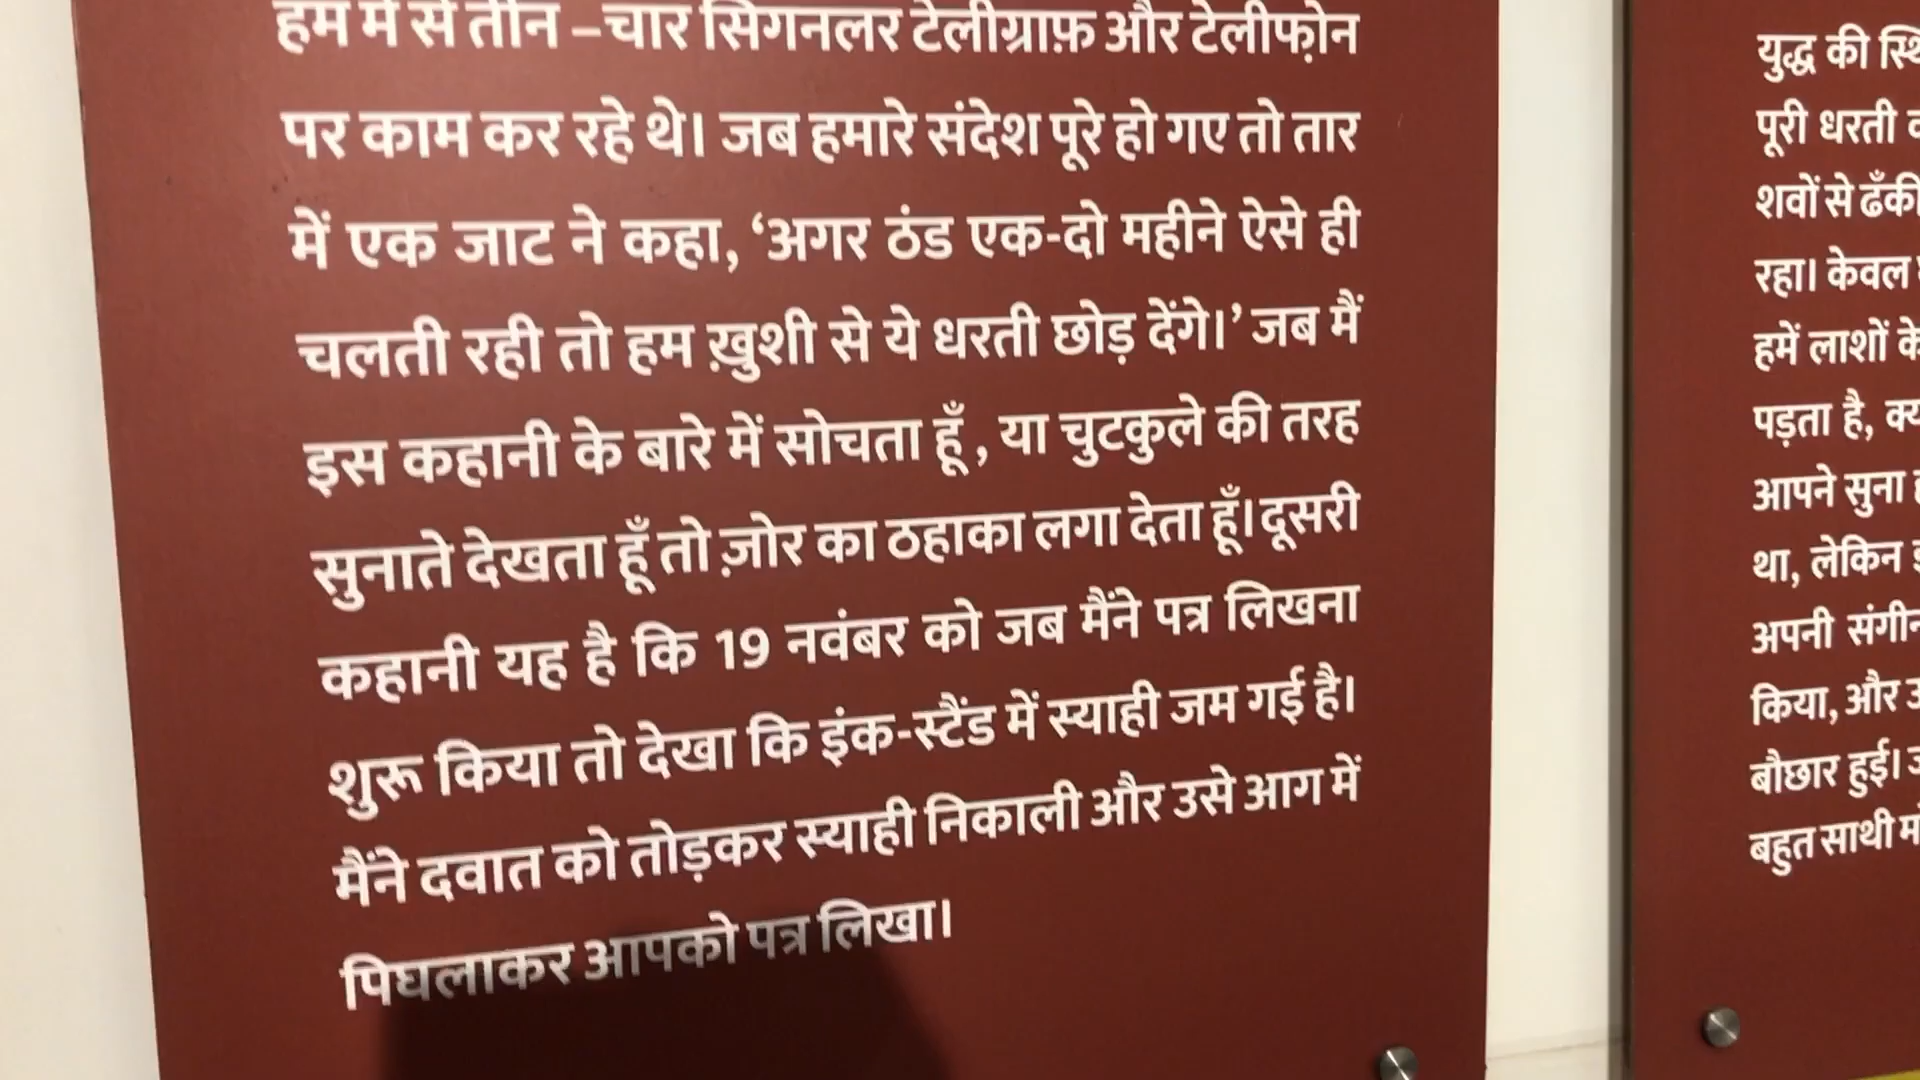 हम में से तीन –चार सिगनलर टेलीग्राफ़ और टेलीफ़ोन
पर काम कर रहे थे। जब हमारे संदेश पूरे हो गए तो तार
में एक जाट ने कहा, ‘अगर ठंड एक-दो महीने ऐसे ही
चलती रही तो हम ख़ुशी से ये धरती छोड़ देंगे।’ जब मैं
इस कहानी के बारे में सोचता हूँ , या चुटकुले की तरह
सुनाते देखता हूँ तो ज़ोर का ठहाका लगा देता हूँ। दूसरी
कहानी यह है कि 19 नवंबर को जब मैंने पत्र लिखना
शुरू किया तो देखा कि इंक-स्टैंड में स्याही जम गई है।
मैंने दवात को तोड़कर स्याही निकाली और उसे आग में
पिघलाकर आपको पत्र लिखा।
युद्ध की
पूरी धरती
शवों से ढँकी
रहा। केवल
हमें लाशों के
पड़ता है,
आपने सुना
था, लेकिन
अपनी
किया, और
बौछार हुई।
बहुत साथी